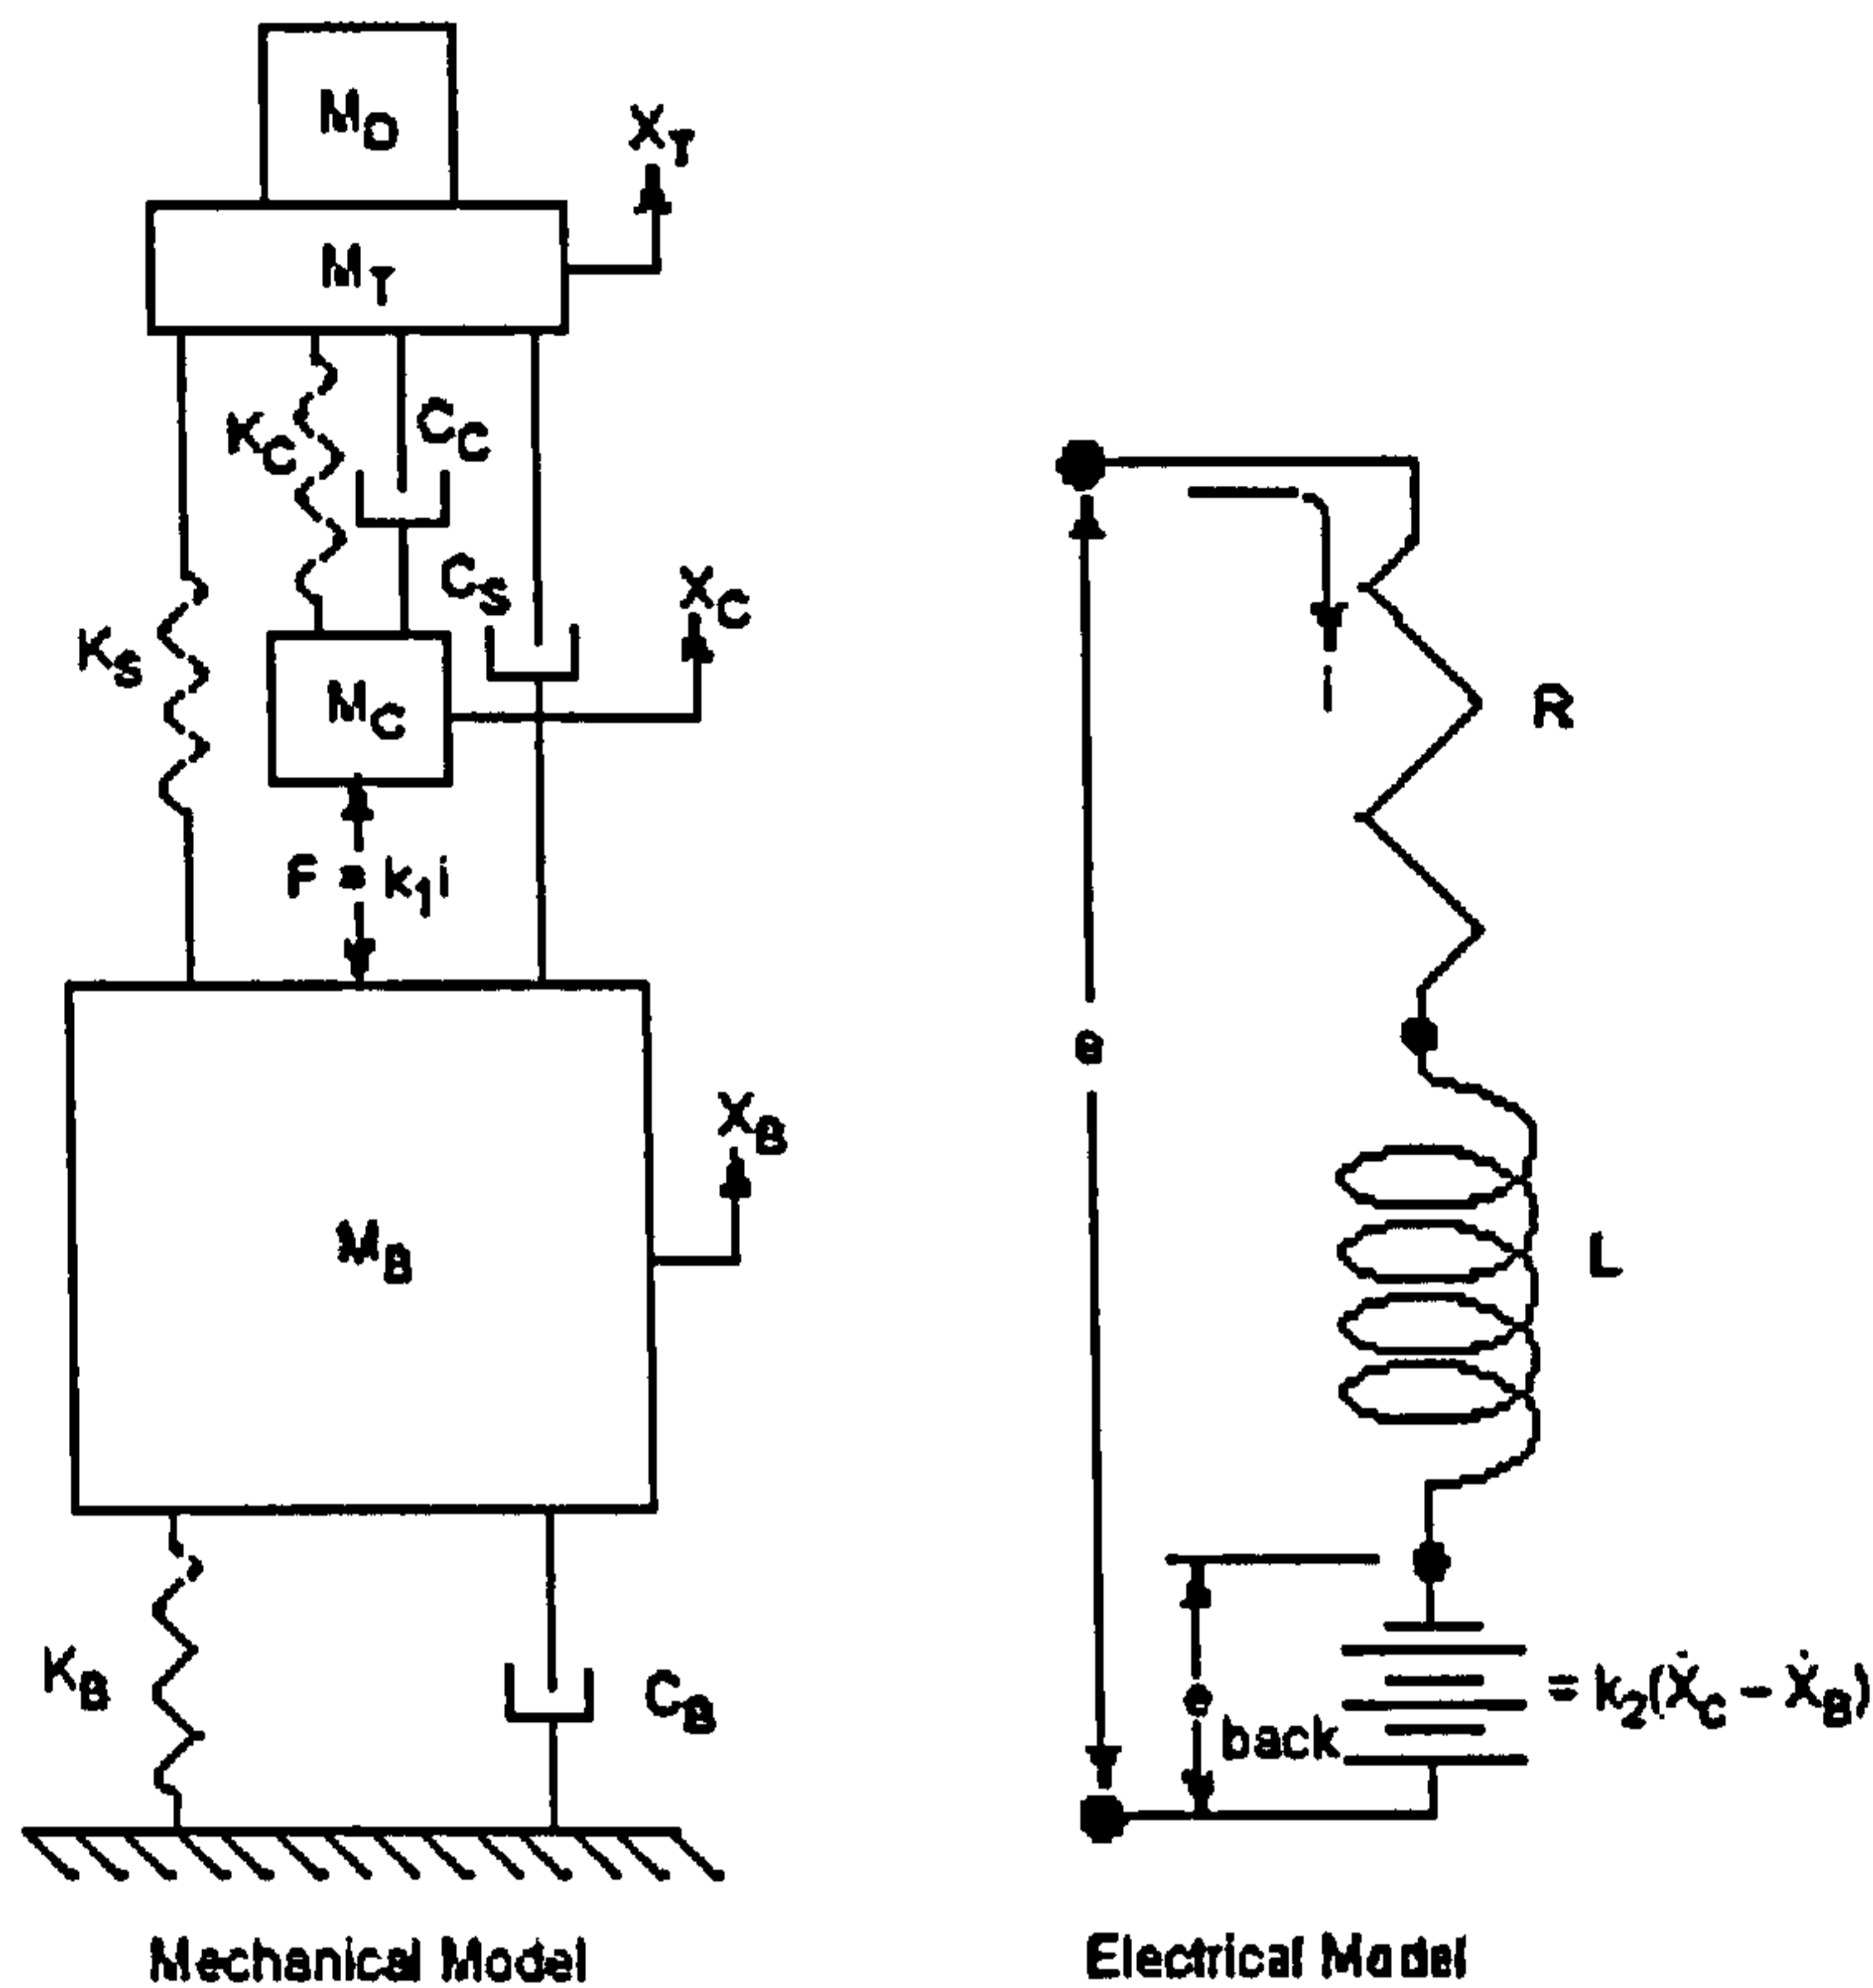 M_O
X_T
M_T
K_C
C_C
C_S
X_C
K_S
M_C
F = k_1 i
X_B
M_B
K_B
C_B
Mechanical Model
i
R
e
L
e back
= k_2(Ẋ_C - Ẋ_B)
Electrical Model